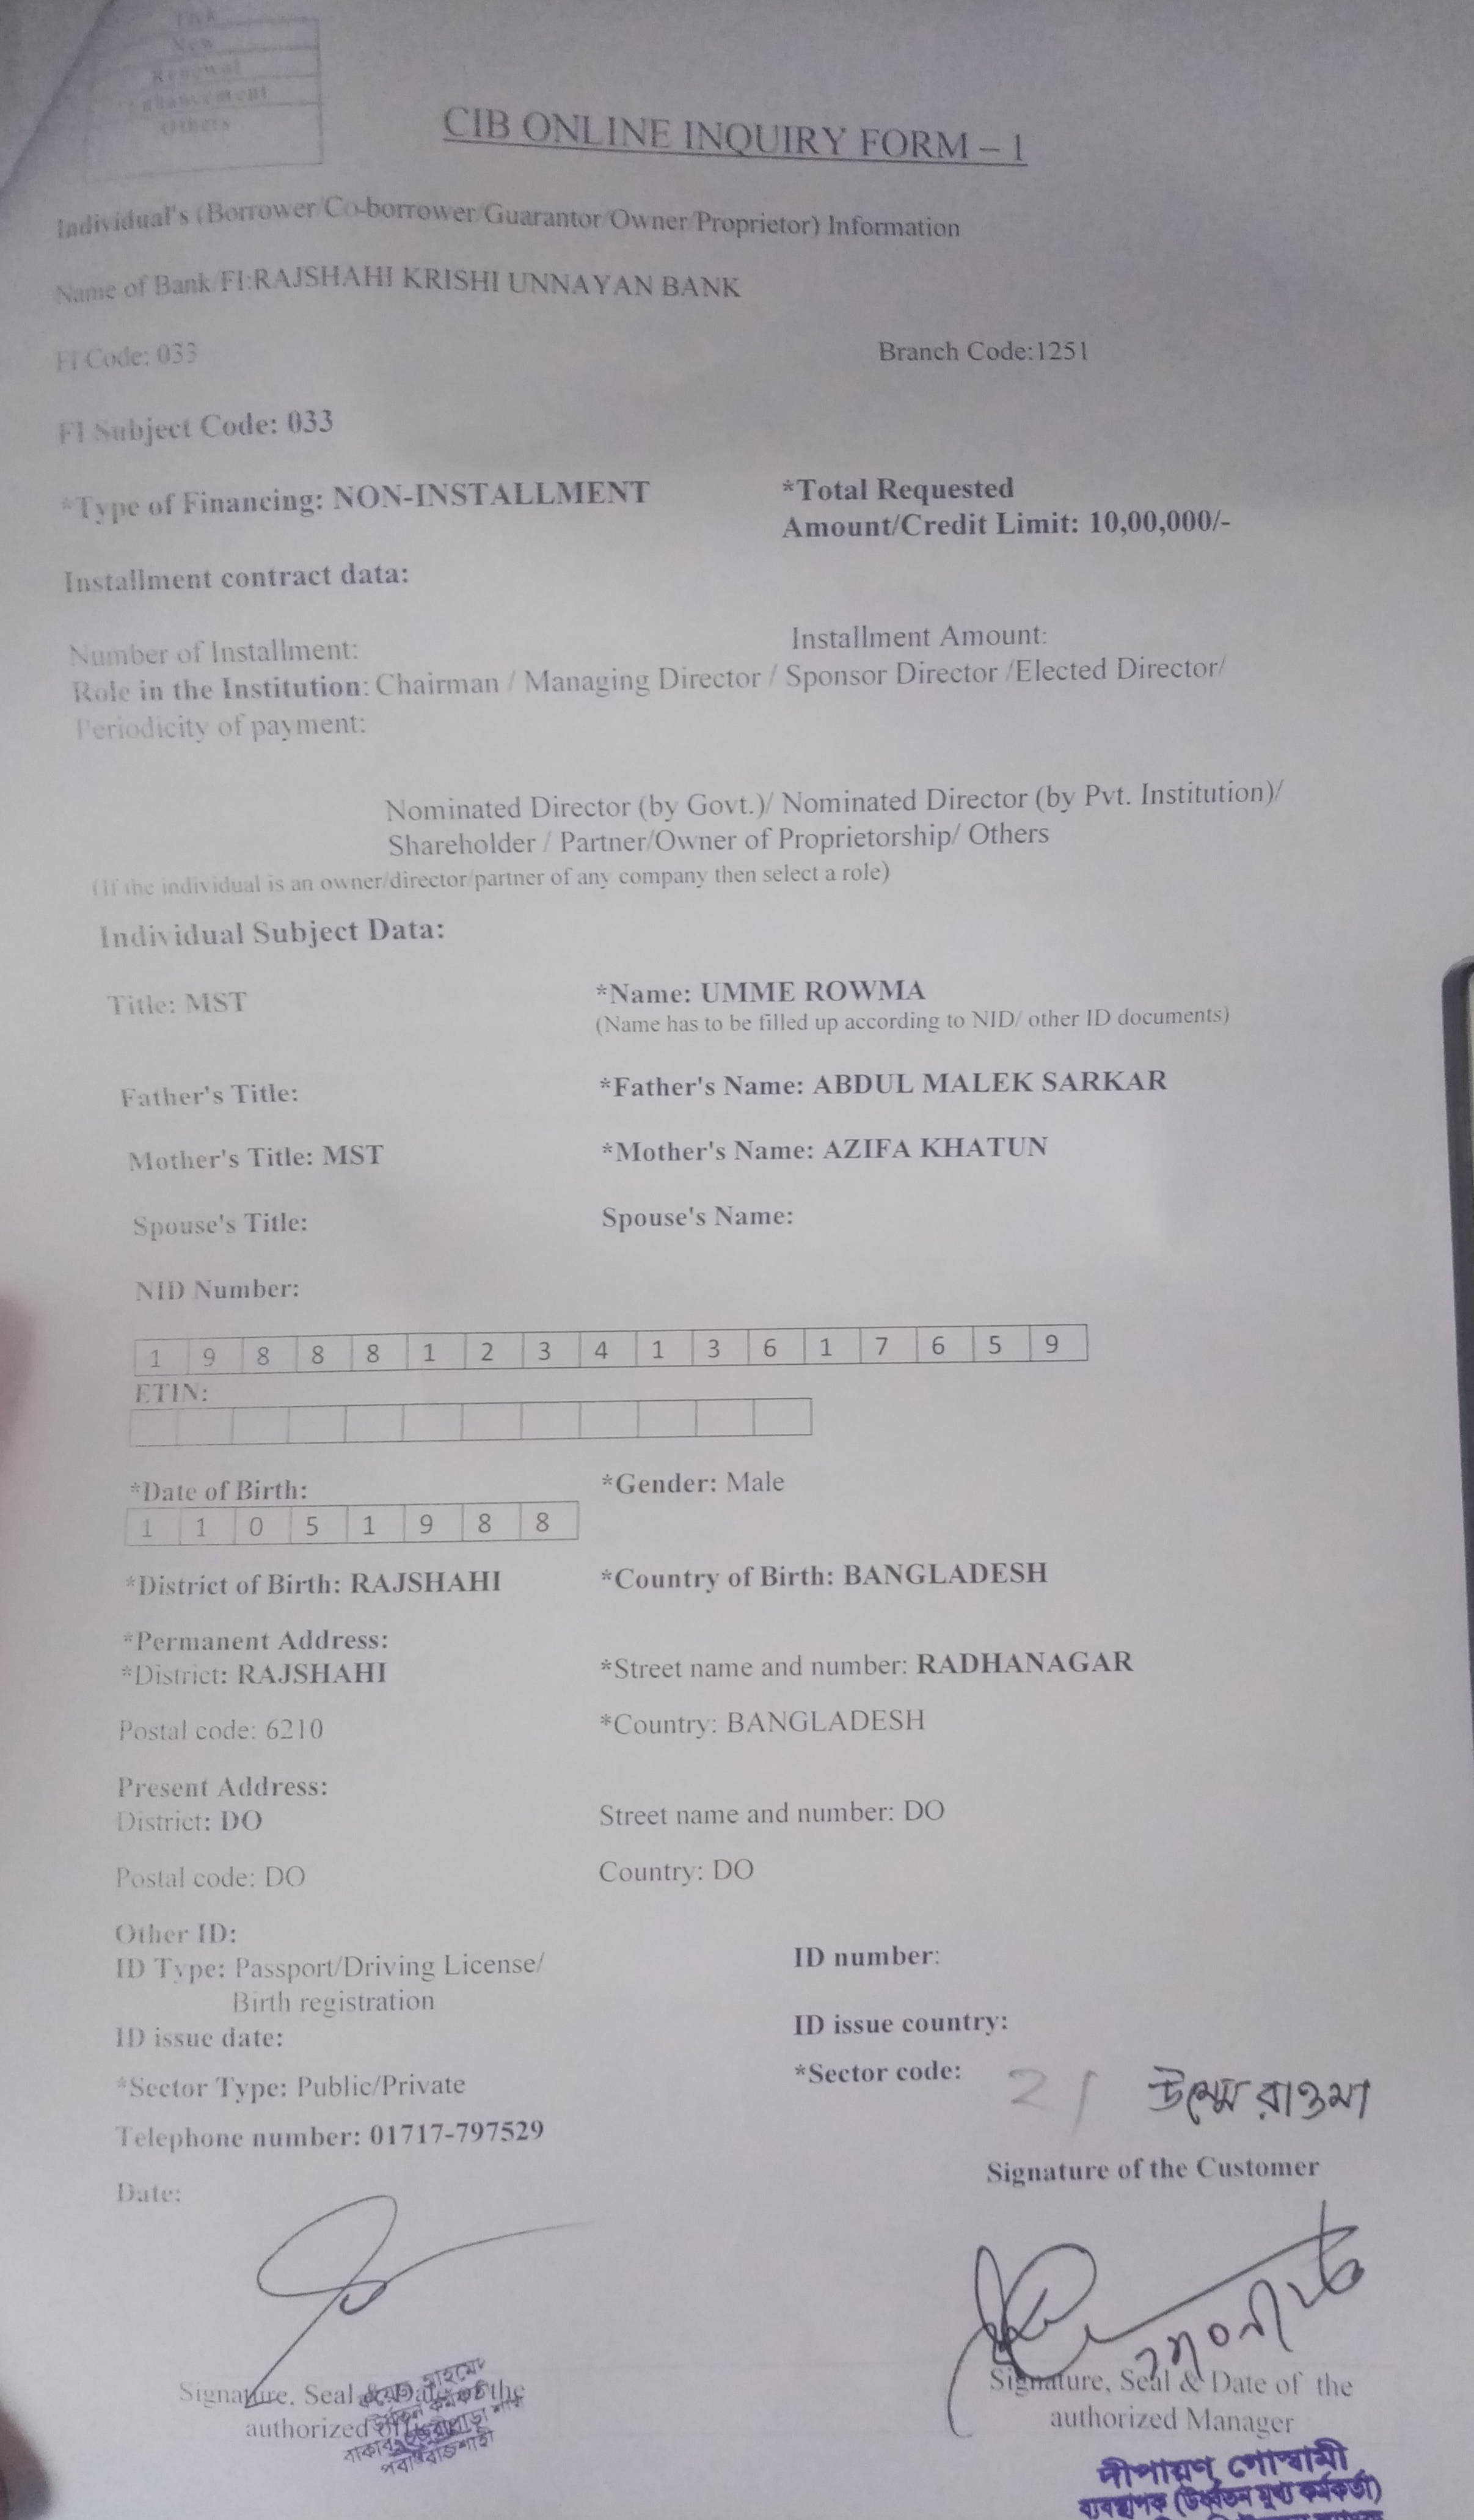 Tick
New
Renewal
Enhancement
Others
CIB ONLINE INQUIRY FORM – 1
Individual's (Borrower/Co-borrower/Guarantor/Owner/Proprietor) Information
Name of Bank/FI:RAJSHAHI KRISHI UNNAYAN BANK
FI Code: 033 Branch Code:1251
FI Subject Code: 033
*Type of Financing: NON-INSTALLMENT *Total Requested
Amount/Credit Limit: 10,00,000/-
Installment contract data:
Number of Installment: Installment Amount:
Role in the Institution: Chairman / Managing Director / Sponsor Director /Elected Director/
Periodicity of payment:
Nominated Director (by Govt.)/ Nominated Director (by Pvt. Institution)/
Shareholder / Partner/Owner of Proprietorship/ Others
(If the individual is an owner/director/partner of any company then select a role)
Individual Subject Data:
Title: MST *Name: UMME ROWMA
(Name has to be filled up according to NID/ other ID documents)
Father's Title: *Father's Name: ABDUL MALEK SARKAR
Mother's Title: MST *Mother's Name: AZIFA KHATUN
Spouse's Title: Spouse's Name:
NID Number:
1 9 8 8 8 1 2 3 4 1 3 6 1 7 6 5 9
ETIN:
*Date of Birth: *Gender: Male
1 1 0 5 1 9 8 8
*District of Birth: RAJSHAHI *Country of Birth: BANGLADESH
*Permanent Address:
*District: RAJSHAHI *Street name and number: RADHANAGAR
Postal code: 6210 *Country: BANGLADESH
Present Address:
District: DO Street name and number: DO
Postal code: DO Country: DO
Other ID:
ID Type: Passport/Driving License/ ID number:
Birth registration
ID issue date: ID issue country:
*Sector Type: Public/Private *Sector code:
উম্মে রাওমা
Telephone number: 01717-797529
Signature of the Customer
Date:
Signature, Seal & Date of the Signature, Seal & Date of the
authorized authorized Manager
দীপায়ণ গোস্বামী
ব্যবস্থাপক (উর্ধ্বতন মুখ্য কর্মকর্তা)